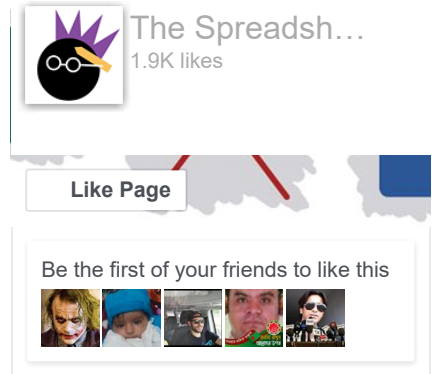 The Spreadsh…
1.9K likes
Like Page
Be the first of your friends to like this